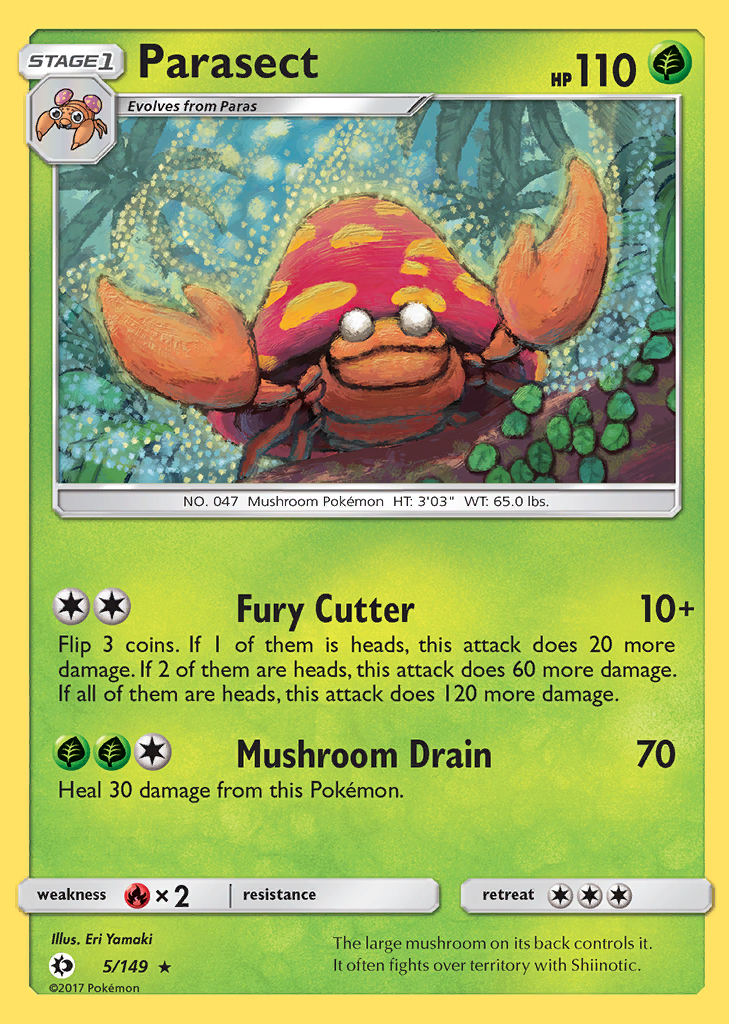 STAGE 1
Parasect
HP 110
Evolves from Paras
NO. 047 Mushroom Pokémon HT: 3'03" WT: 65.0 lbs.
Fury Cutter 10+
Flip 3 coins. If 1 of them is heads, this attack does 20 more
damage. If 2 of them are heads, this attack does 60 more damage.
If all of them are heads, this attack does 120 more damage.
Mushroom Drain 70
Heal 30 damage from this Pokémon.
weakness × 2 resistance retreat
Illus. Eri Yamaki
5/149 ★
©2017 Pokémon
The large mushroom on its back controls it.
It often fights over territory with Shiinotic.